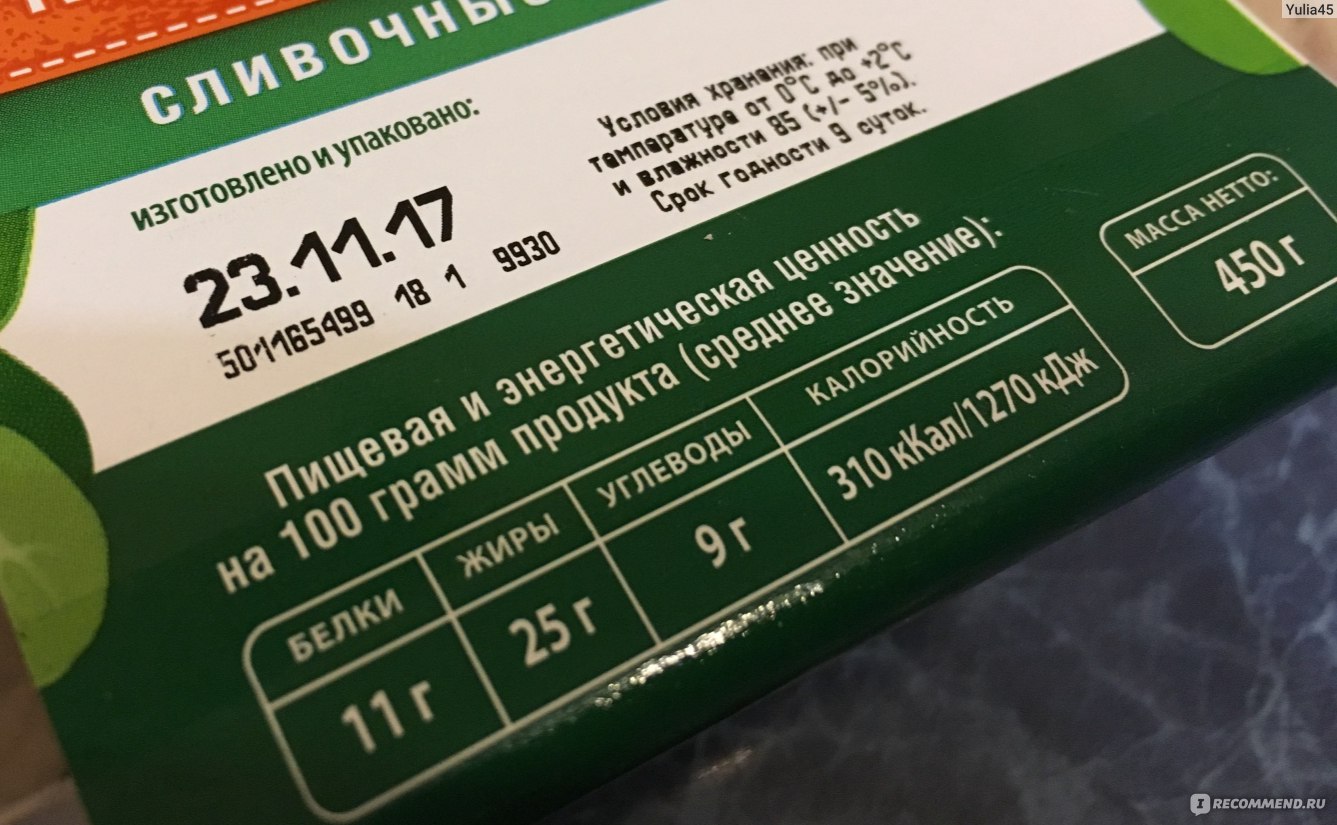 Yulia45
СЛИВОЧНЫЕ
изготовлено и упаковано:
23.11.17
501165499 18 1 9930
Условия хранения: при
температуре от 0°С до +2°С
и влажности 85 (+/- 5%).
Срок годности 9 суток.
Пищевая и энергетическая ценность
на 100 грамм продукта (среднее значение):
БЕЛКИ ЖИРЫ УГЛЕВОДЫ КАЛОРИЙНОСТЬ
11 г 25 г 9 г 310 кКал/1270 кДж
МАССА НЕТТО:
450 г
IRECOMMEND.RU